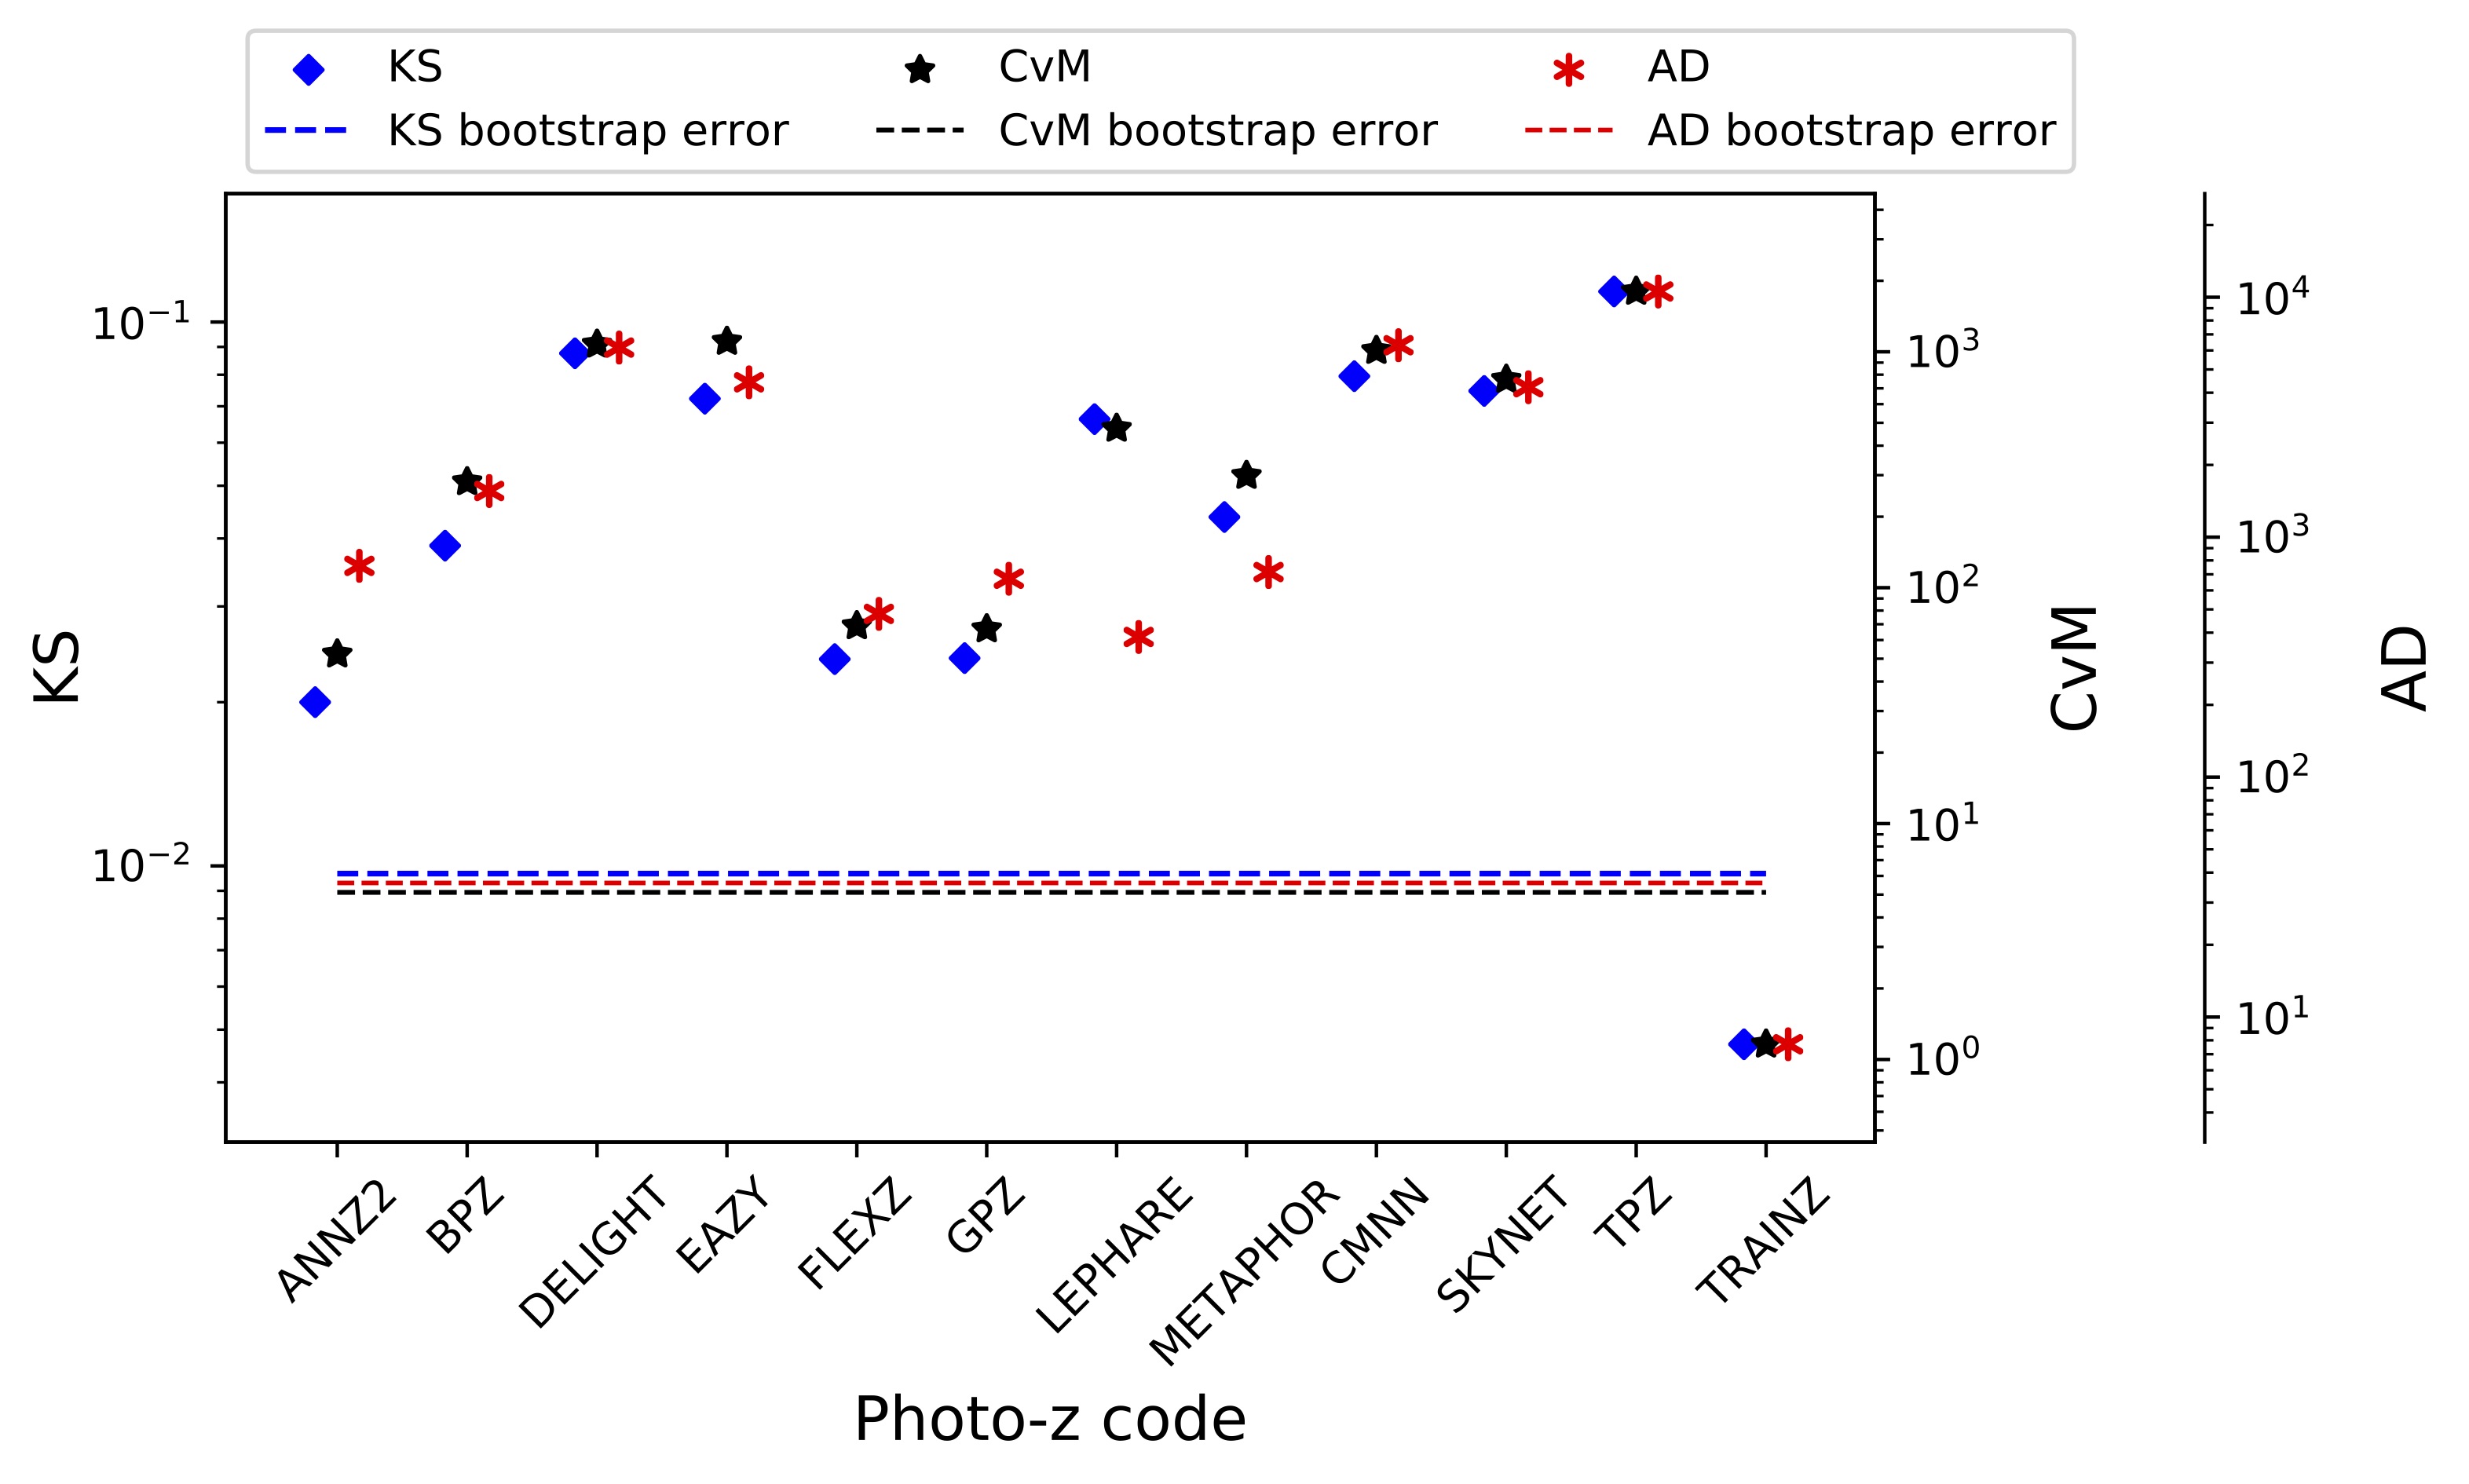 KS CvM AD
KS bootstrap error CvM bootstrap error AD bootstrap error
10⁻¹
10⁻²
KS
10³
10²
10¹
10⁰
CvM
10⁴
10³
10²
10¹
AD
ANNZ2 BPZ DELIGHT EAZY FLEXZ GPZ LEPHARE METAPHOR CMNN SKYNET TPZ TRAINZ
Photo-z code